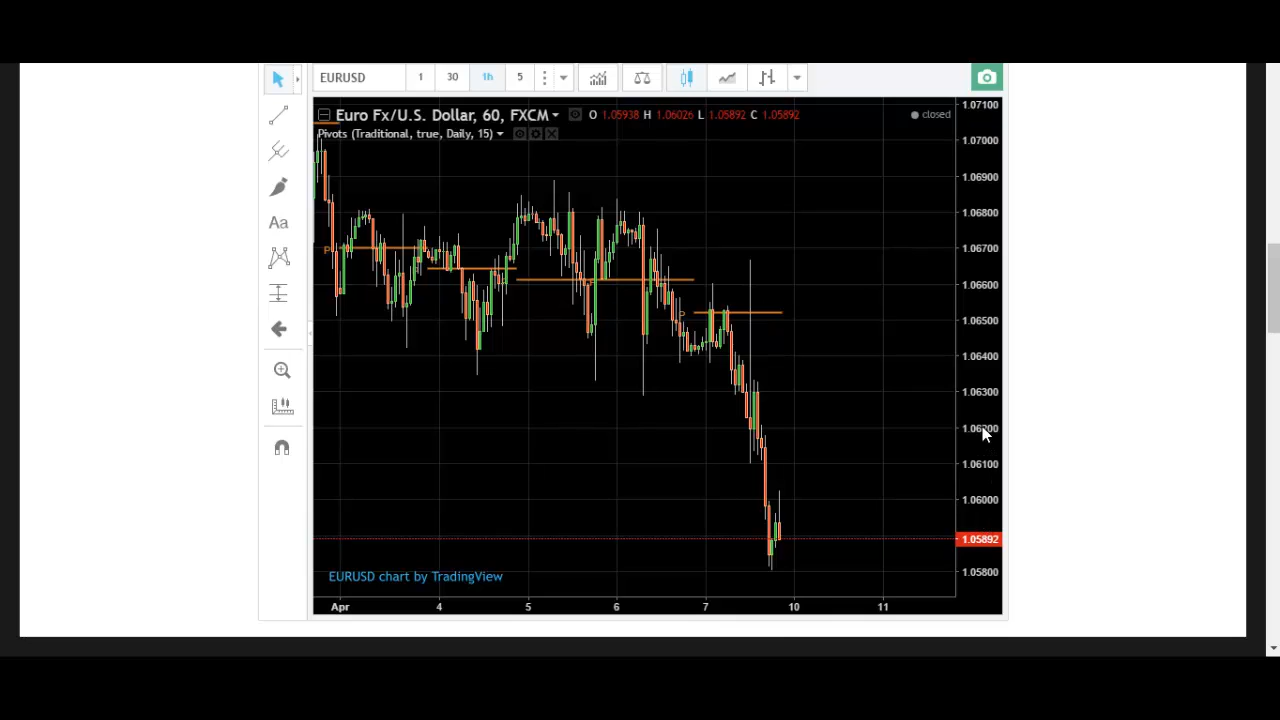 EURUSD 1 30 1h 5
Euro Fx/U.S. Dollar, 60, FXCM O 1.05938 H 1.06026 L 1.05892 C 1.05892 closed
Pivots (Traditional, true, Daily, 15)
Aa
P
P
1.07100
1.07000
1.06900
1.06800
1.06700
1.06600
1.06500
1.06400
1.06300
1.06200
1.06100
1.06000
1.05892
1.05800
EURUSD chart by TradingView
Apr 4 5 6 7 10 11